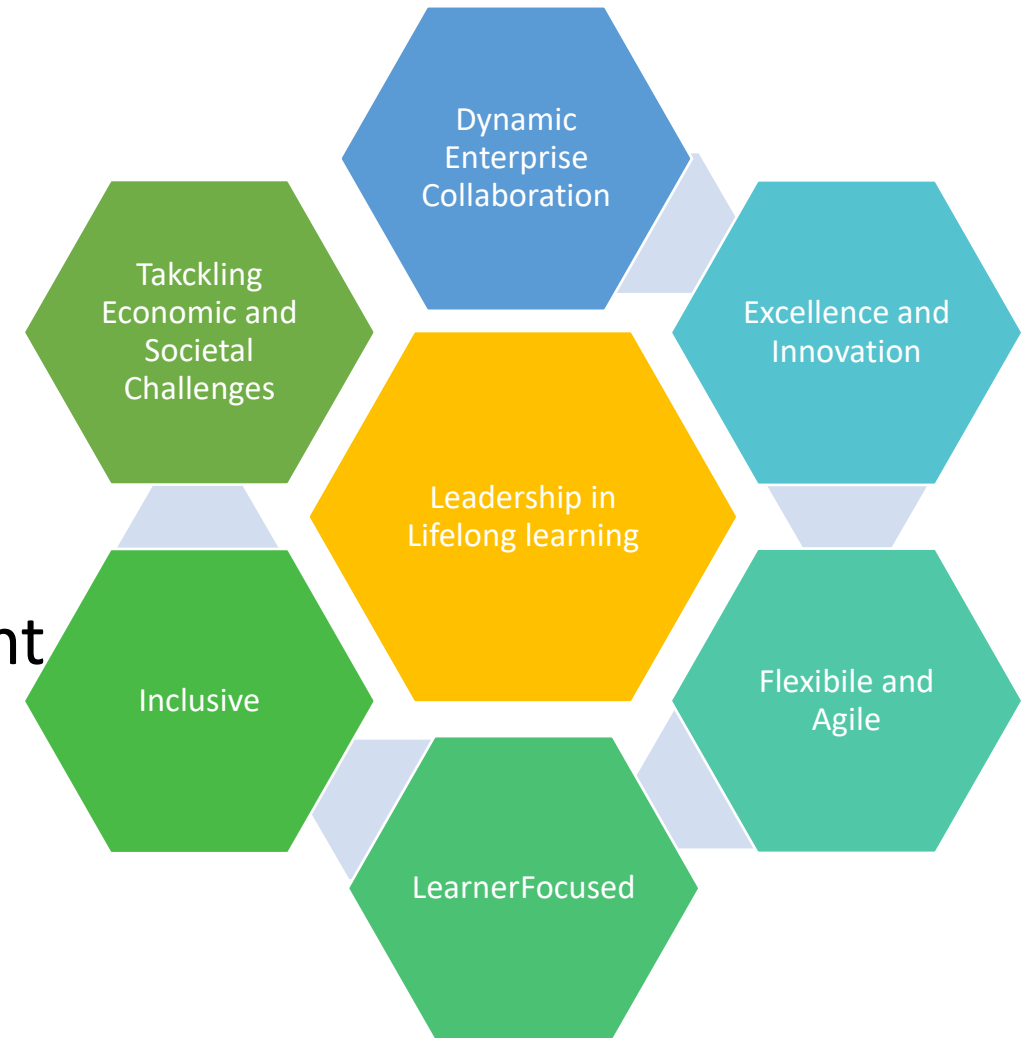 Dynamic
Enterprise
Collaboration
Takckling
Economic and
Societal
Challenges
Excellence and
Innovation
Leadership in
Lifelong learning
nt
Inclusive
Flexibile and
Agile
LearnerFocused